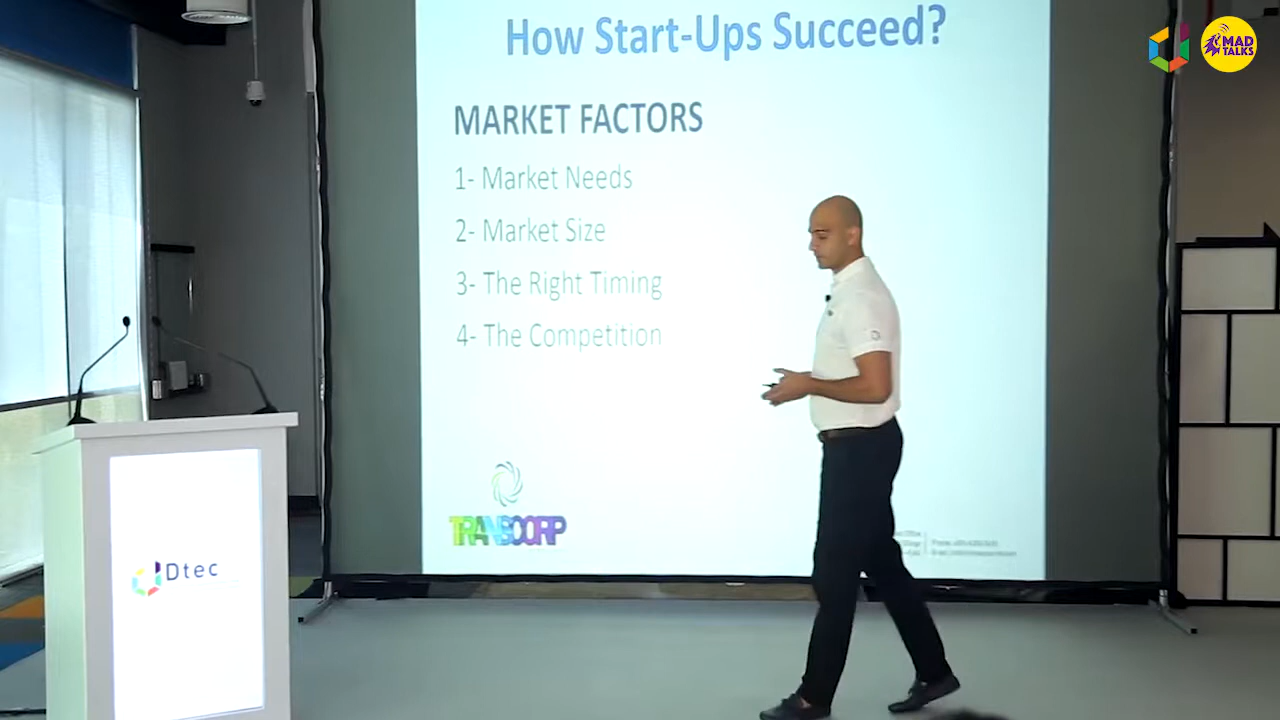 How Start-Ups Succeed?
MAD
TALKS
MARKET FACTORS
1- Market Needs
2- Market Size
3- The Right Timing
4- The Competition
TRANSCORP
Dtec